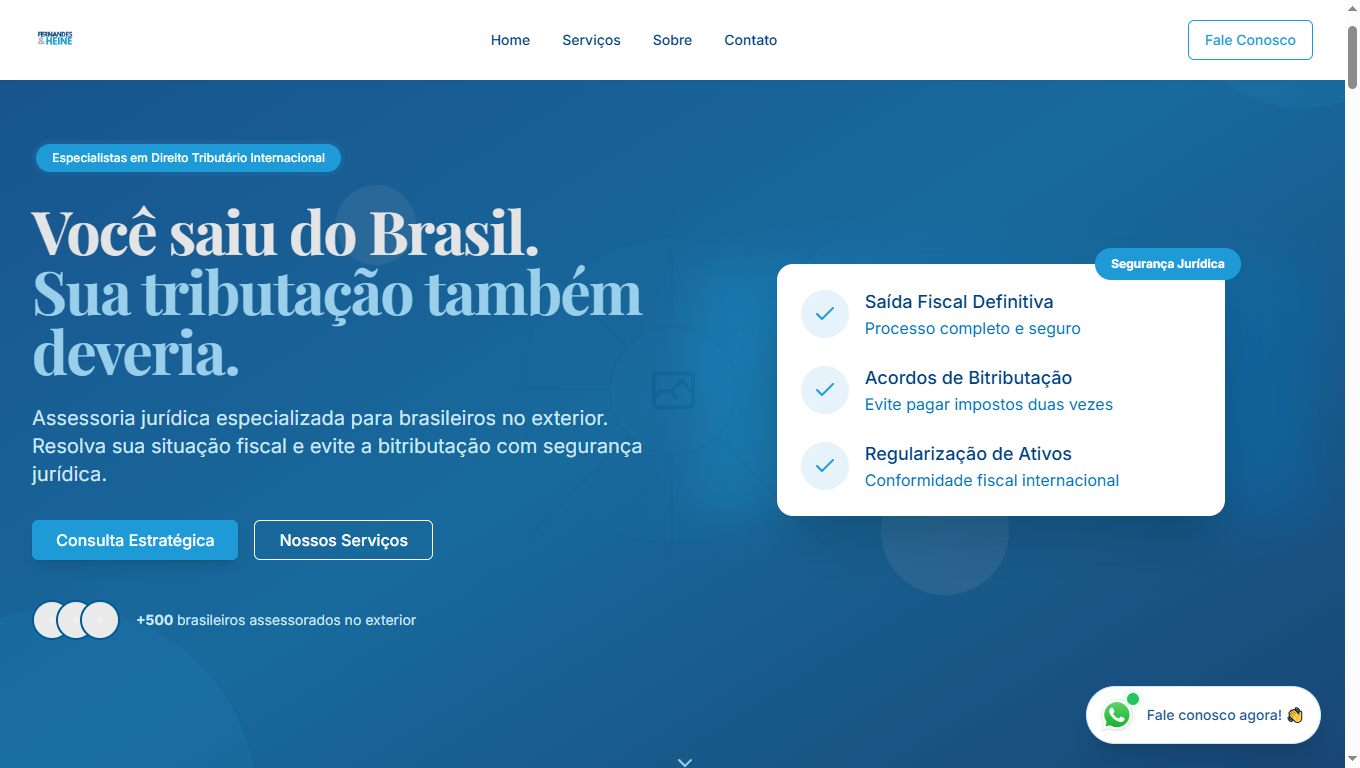 FERNANDES
& HEINE
Home
Serviços
Sobre
Contato
Fale Conosco
Especialistas em Direito Tributário Internacional
Você saiu do Brasil.
Sua tributação também
deveria.
Assessoria jurídica especializada para brasileiros no exterior.
Resolva sua situação fiscal e evite a bitributação com segurança
jurídica.
Consulta Estratégica
Nossos Serviços
+500 brasileiros assessorados no exterior
Segurança Jurídica
Saída Fiscal Definitiva
Processo completo e seguro
Acordos de Bitributação
Evite pagar impostos duas vezes
Regularização de Ativos
Conformidade fiscal internacional
Fale conosco agora! 👏